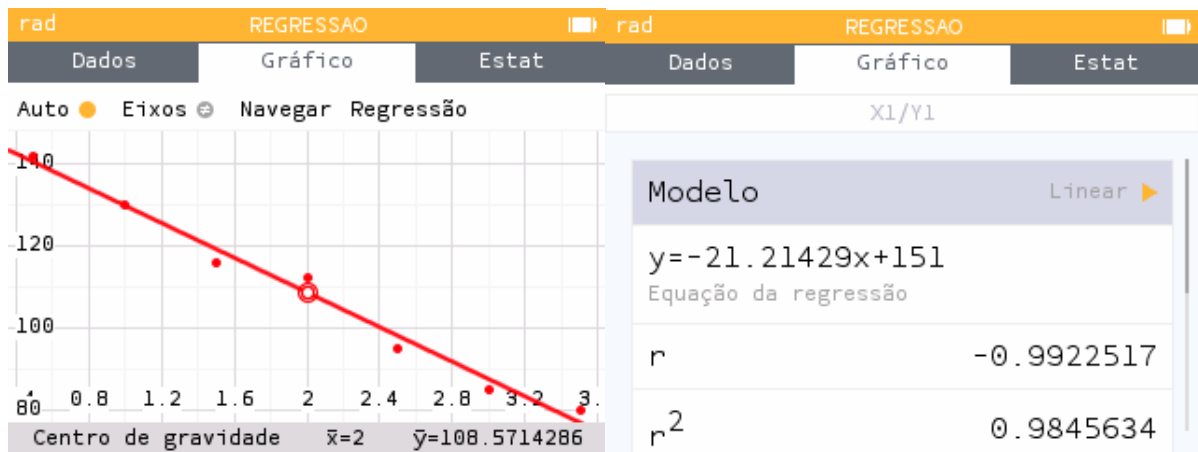 rad REGRESSAO
Dados Gráfico Estat
Auto Eixos Navegar Regressão
140
120
100
80
0.8 1.2 1.6 2 2.4 2.8 3.2 3.
Centro de gravidade x̄=2 ȳ=108.5714286
rad REGRESSAO
Dados Gráfico Estat
X1/Y1
Modelo Linear
y=-21.21429x+151
Equação da regressão
r -0.9922517
r² 0.9845634